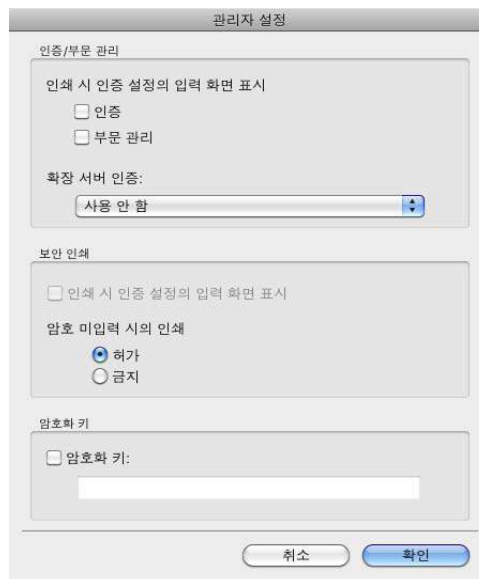 관리자 설정
인증/부문 관리
인쇄 시 인증 설정의 입력 화면 표시
인증
부문 관리
확장 서버 인증:
사용 안 함
보안 인쇄
인쇄 시 인증 설정의 입력 화면 표시
암호 미입력 시의 인쇄
허가
금지
암호화 키
암호화 키:
취소 확인